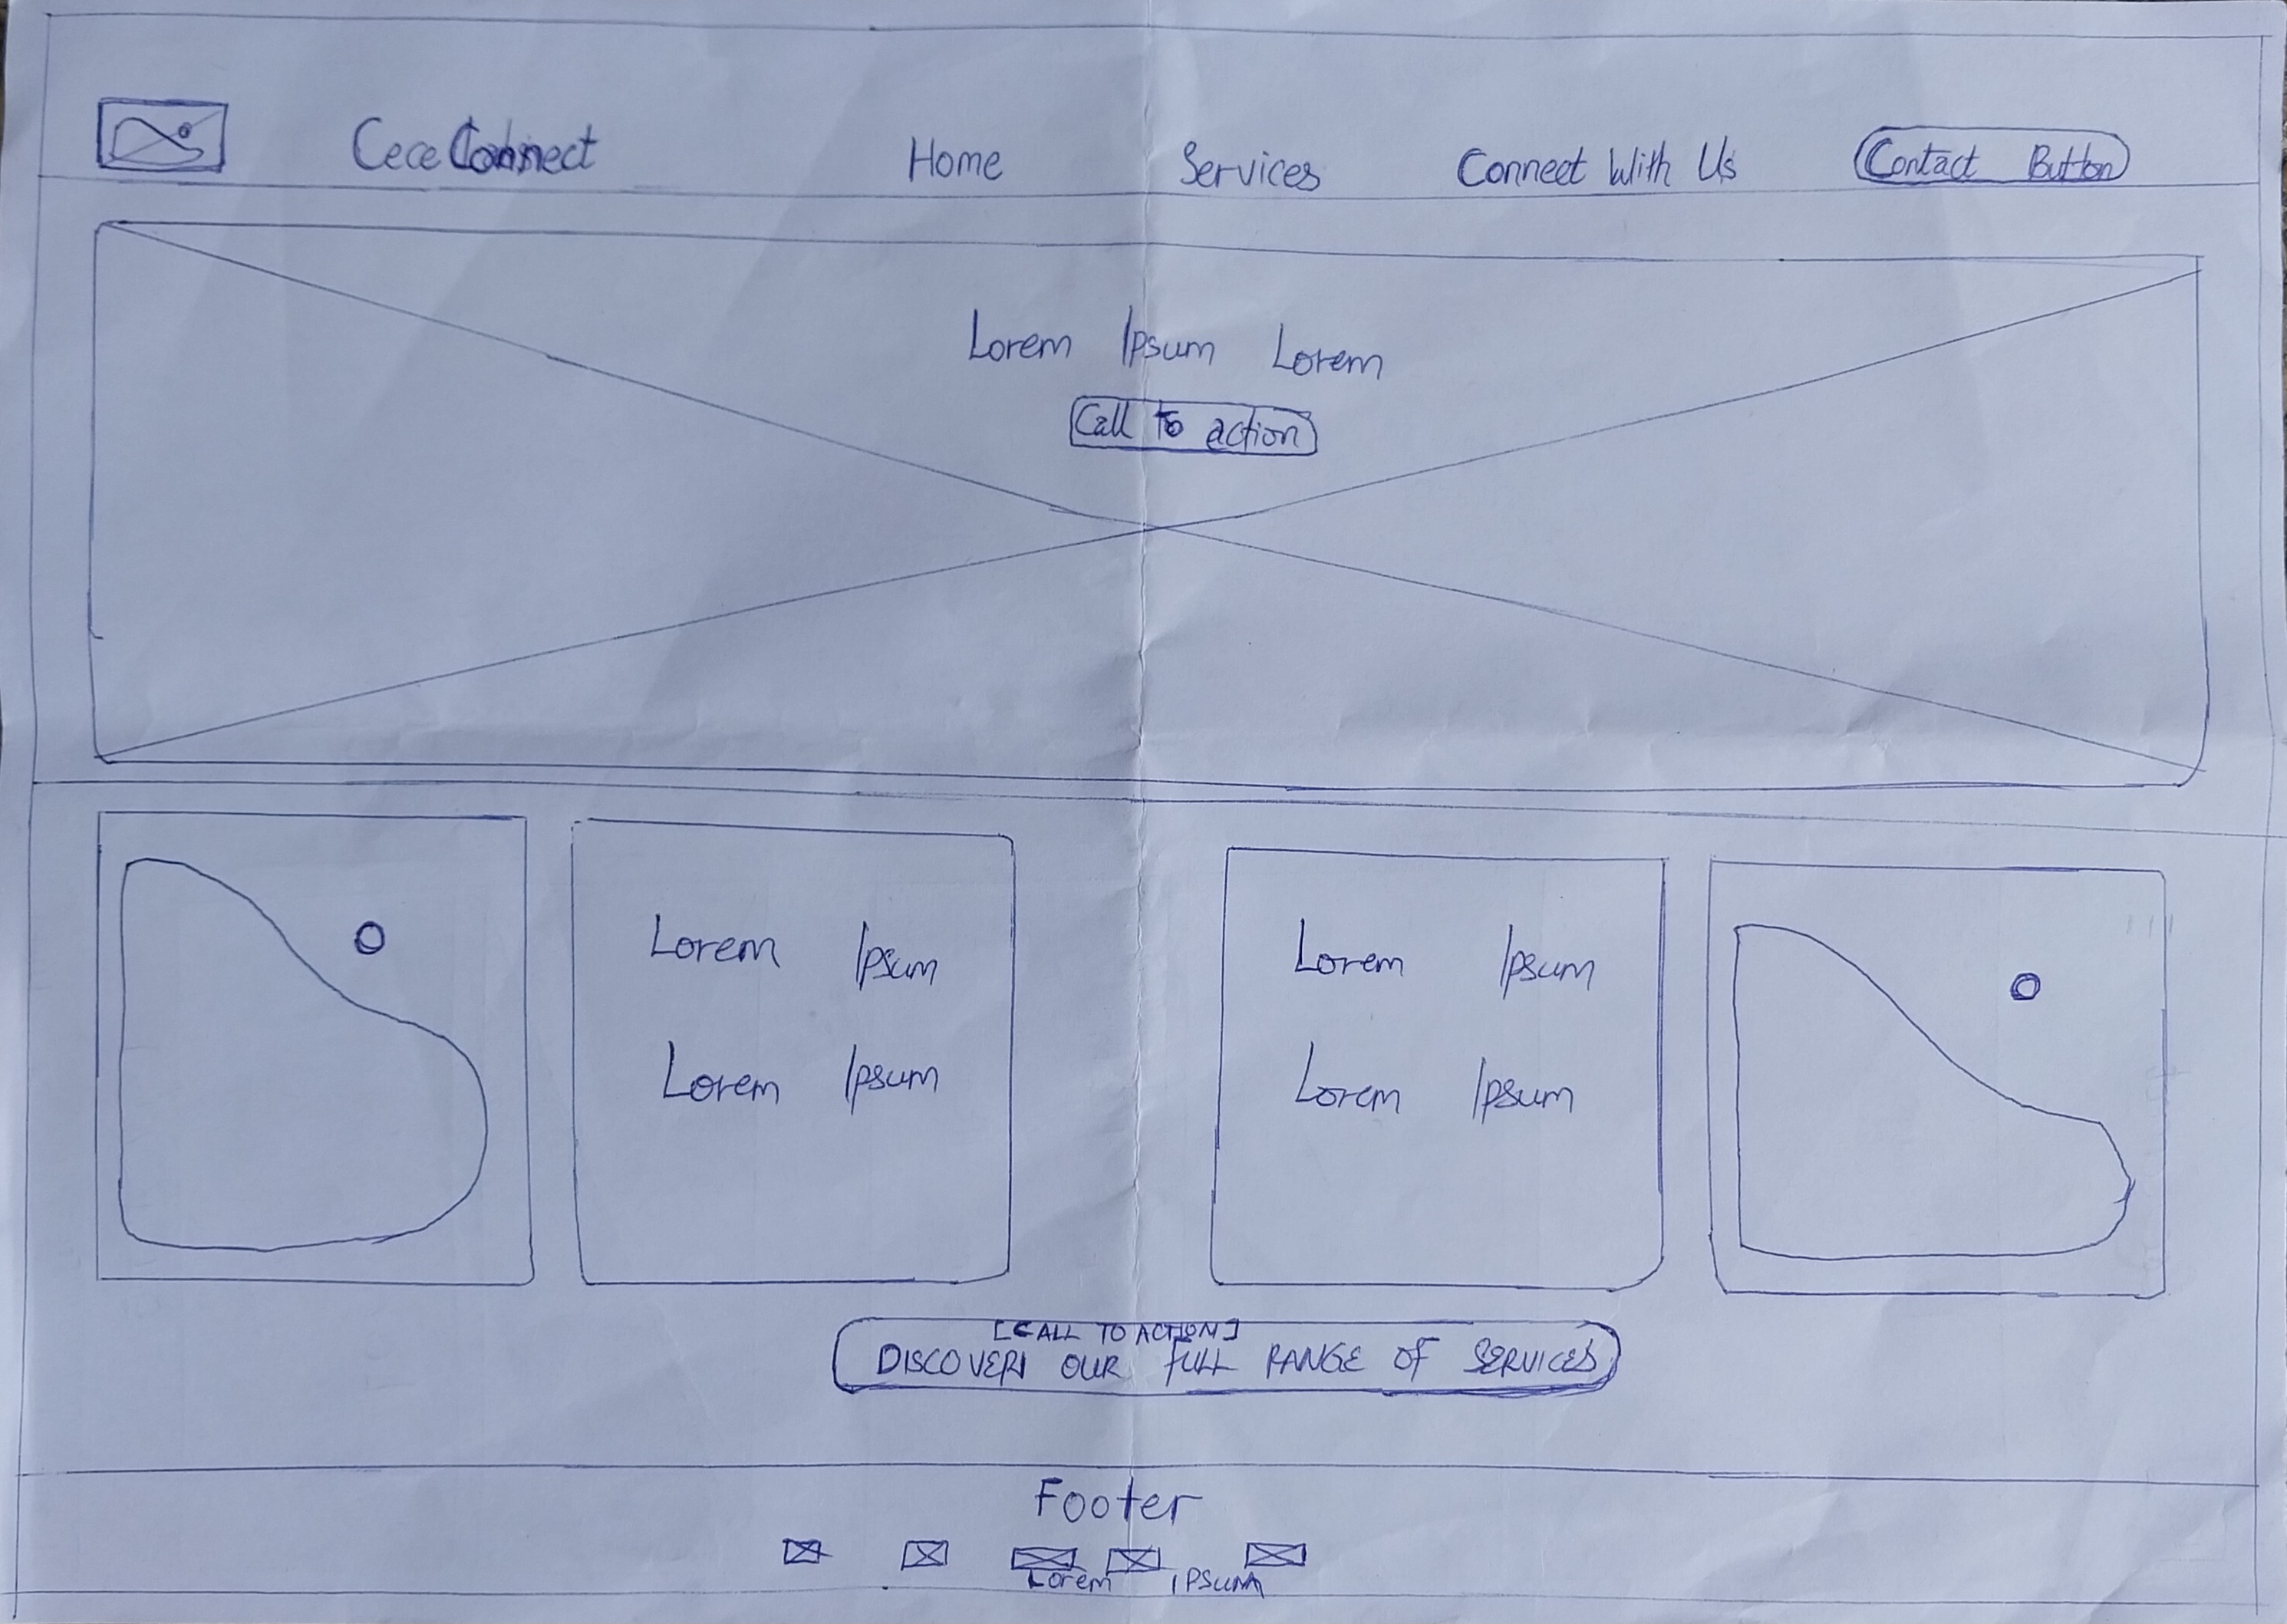 Cece Connect Home Services Connect With Us Contact Button
Lorem Ipsum Lorem
Call to action
Lorem Ipsum
Lorem Ipsum
Lorem Ipsum
Lorem Ipsum
[CALL TO ACTION]
DISCOVER OUR FULL RANGE OF SERVICES
Footer
Lorem IPSUM